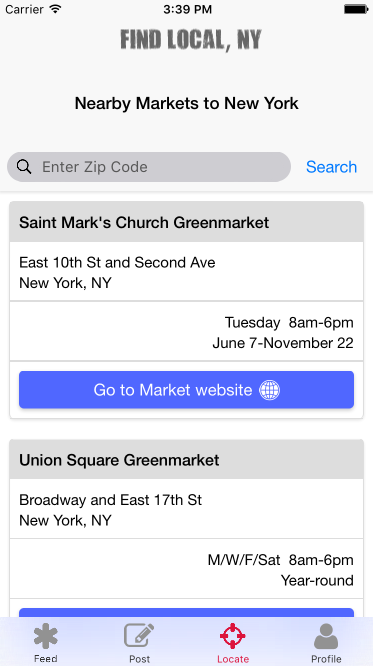 Carrier 3:39 PM
FIND LOCAL, NY
Nearby Markets to New York
Enter Zip Code Search
Saint Mark's Church Greenmarket
East 10th St and Second Ave
New York, NY
Tuesday 8am-6pm
June 7-November 22
Go to Market website
Union Square Greenmarket
Broadway and East 17th St
New York, NY
M/W/F/Sat 8am-6pm
Year-round
Feed Post Locate Profile